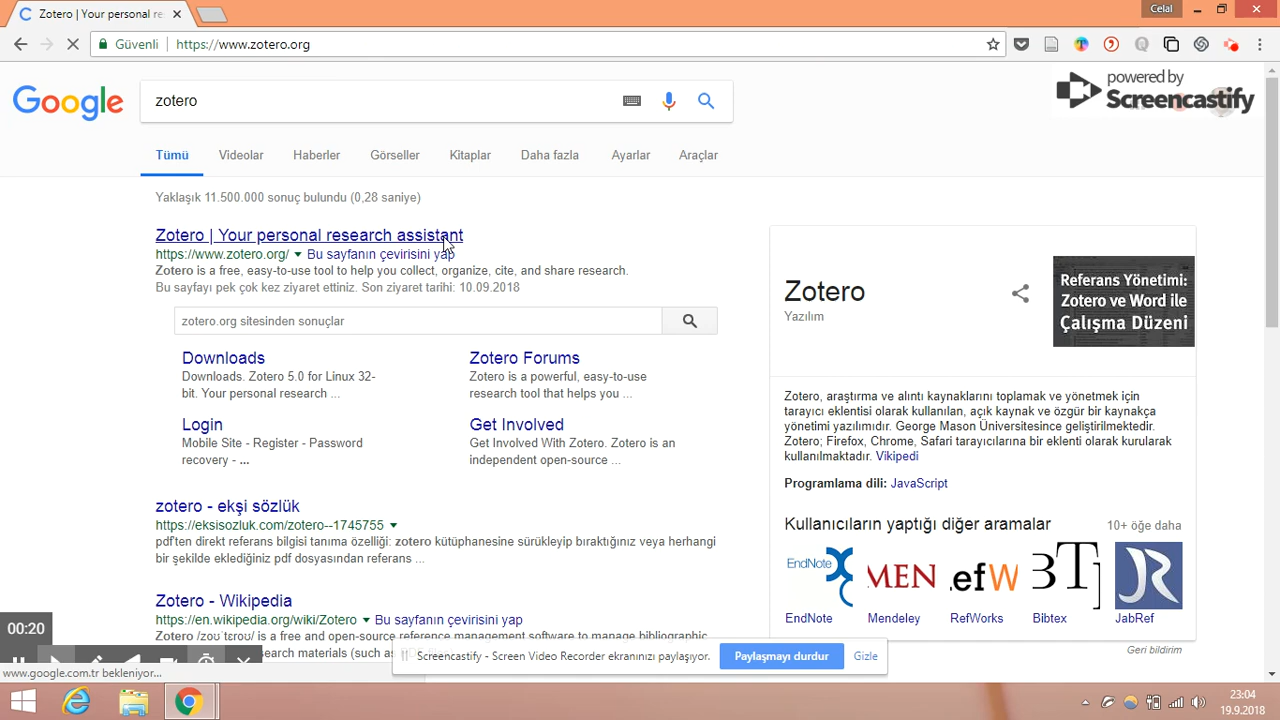 Zotero | Your personal re
Celal
Güvenli
https://www.zotero.org
powered by
Screencastify
Google
zotero
Tümü
Videolar
Haberler
Görseller
Kitaplar
Daha fazla
Ayarlar
Araçlar
Yaklaşık 11.500.000 sonuç bulundu (0,28 saniye)
Zotero | Your personal research assistant
https://www.zotero.org/ Bu sayfanın çevirisini yap
Zotero is a free, easy-to-use tool to help you collect, organize, cite, and share research.
Bu sayfayı pek çok kez ziyaret ettiniz. Son ziyaret tarihi: 10.09.2018
zotero.org sitesinden sonuçlar
Downloads
Downloads. Zotero 5.0 for Linux 32-
bit. Your personal research ...
Zotero Forums
Zotero is a powerful, easy-to-use
research tool that helps you ...
Login
Mobile Site - Register - Password
recovery - ...
Get Involved
Get Involved With Zotero. Zotero is an
independent open-source ...
zotero - ekşi sözlük
https://eksisozluk.com/zotero--1745755
pdf'ten direkt referans bilgisi tanıma özelliği: zotero kütüphanesine sürükleyip bıraktığınız veya herhangi
bir şekilde eklediğiniz pdf dosyasından referans ...
Zotero - Wikipedia
https://en.wikipedia.org/wiki/Zotero Bu sayfanın çevirisini yap
is a free and open-source reference management software to manage bibliographic
search materials (such as
Zotero
Yazılım
Referans Yönetimi:
Zotero ve Word ile
Çalışma Düzeni
Zotero, araştırma ve alıntı kaynaklarını toplamak ve yönetmek için
tarayıcı eklentisi olarak kullanılan, açık kaynak ve özgür bir kaynakça
yönetimi yazılımıdır. George Mason Üniversitesince geliştirilmektedir.
Zotero; Firefox, Chrome, Safari tarayıcılarına bir eklenti olarak kurularak
kullanılmaktadır. Vikipedi
Programlama dili: JavaScript
Kullanıcıların yaptığı diğer aramalar
10+ öğe daha
EndNote
MEN
efW
BT
EndNote
Mendeley
RefWorks
Bibtex
JabRef
Geri bildirim
00:20
Screencastify - Screen Video Recorder ekranınızı paylaşıyor.
Paylaşmayı durdur
Gizle
www.google.com.tr bekleniyor...
23:04
19.9.2018